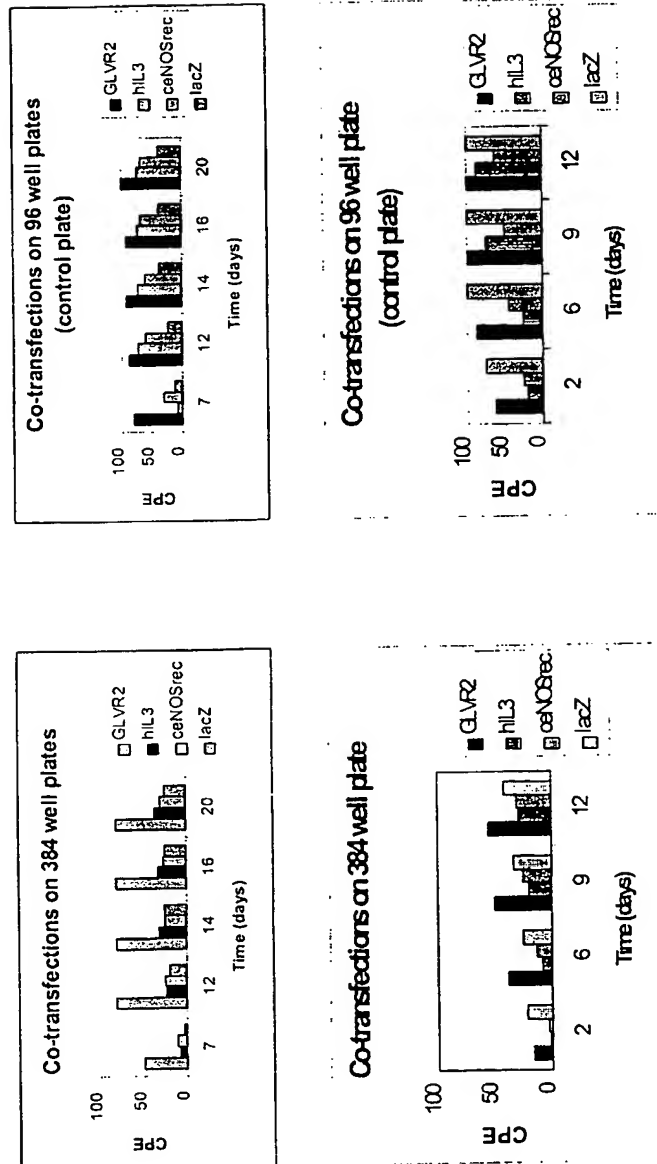 Co-transfections on 384 well plates
CPE
100
50
0
7
12
14
16
20
Time (days)
GLVR2
hIL3
ceNOSrec
lacZ
Co-transfections on 96 well plates
(control plate)
CPE
100
50
0
7
12
14
16
20
Time (days)
GLVR2
hIL3
ceNOSrec
lacZ
Co-transfections on 384 well plate
CPE
100
50
0
2
6
9
12
Time (days)
GLVR2
hIL3
ceNOSrec
lacZ
Co-transfections on 96 well plate
(control plate)
CPE
100
50
0
2
6
9
12
Time (days)
GLVR2
hIL3
ceNOSrec
lacZ